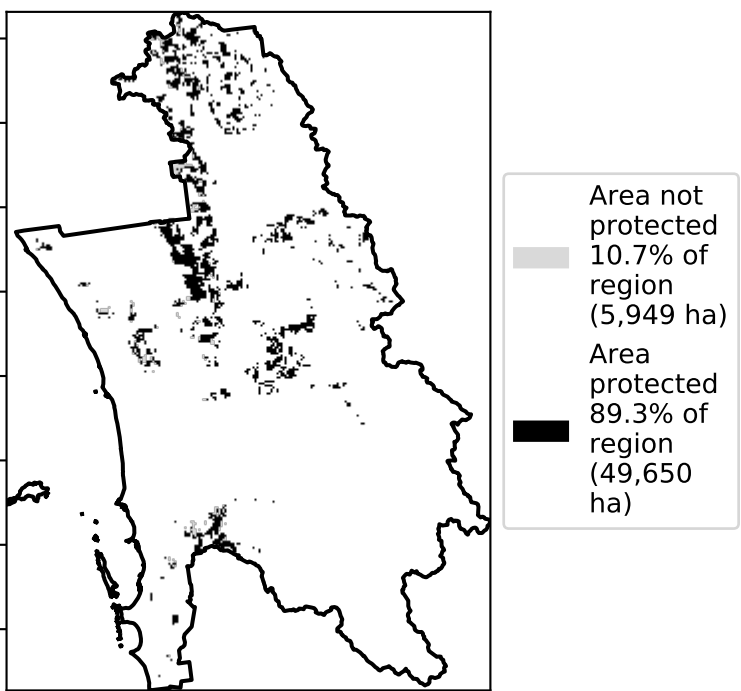 Area not
protected
10.7% of
region
(5,949 ha)
Area
protected
89.3% of
region
(49,650
ha)